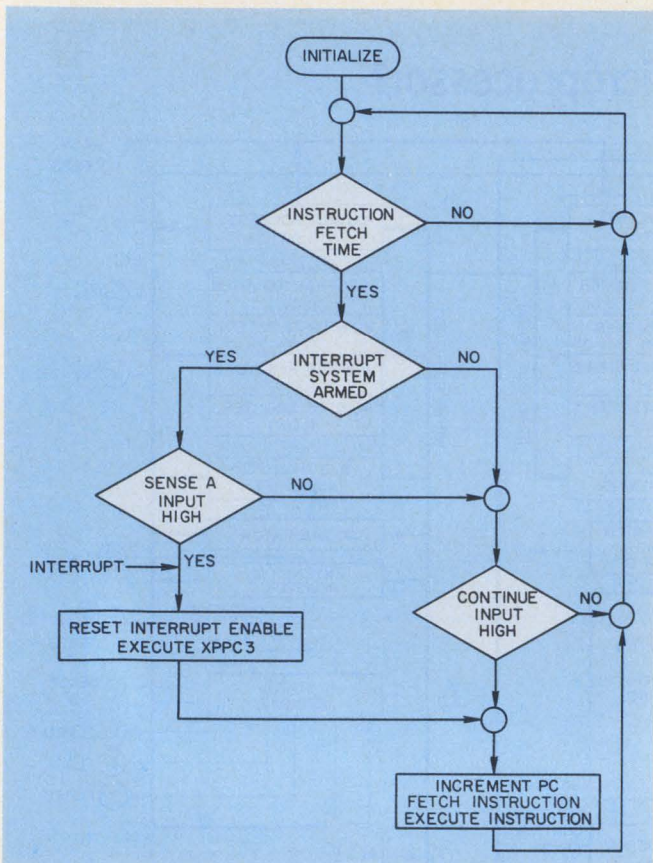 INITIALIZE
INSTRUCTION
FETCH
TIME
NO
YES
INTERRUPT
SYSTEM
ARMED
YES
NO
SENSE A
INPUT
HIGH
NO
INTERRUPT
YES
CONTINUE
INPUT
HIGH
NO
RESET INTERRUPT ENABLE
EXECUTE XPPC3
INCREMENT PC
FETCH INSTRUCTION
EXECUTE INSTRUCTION